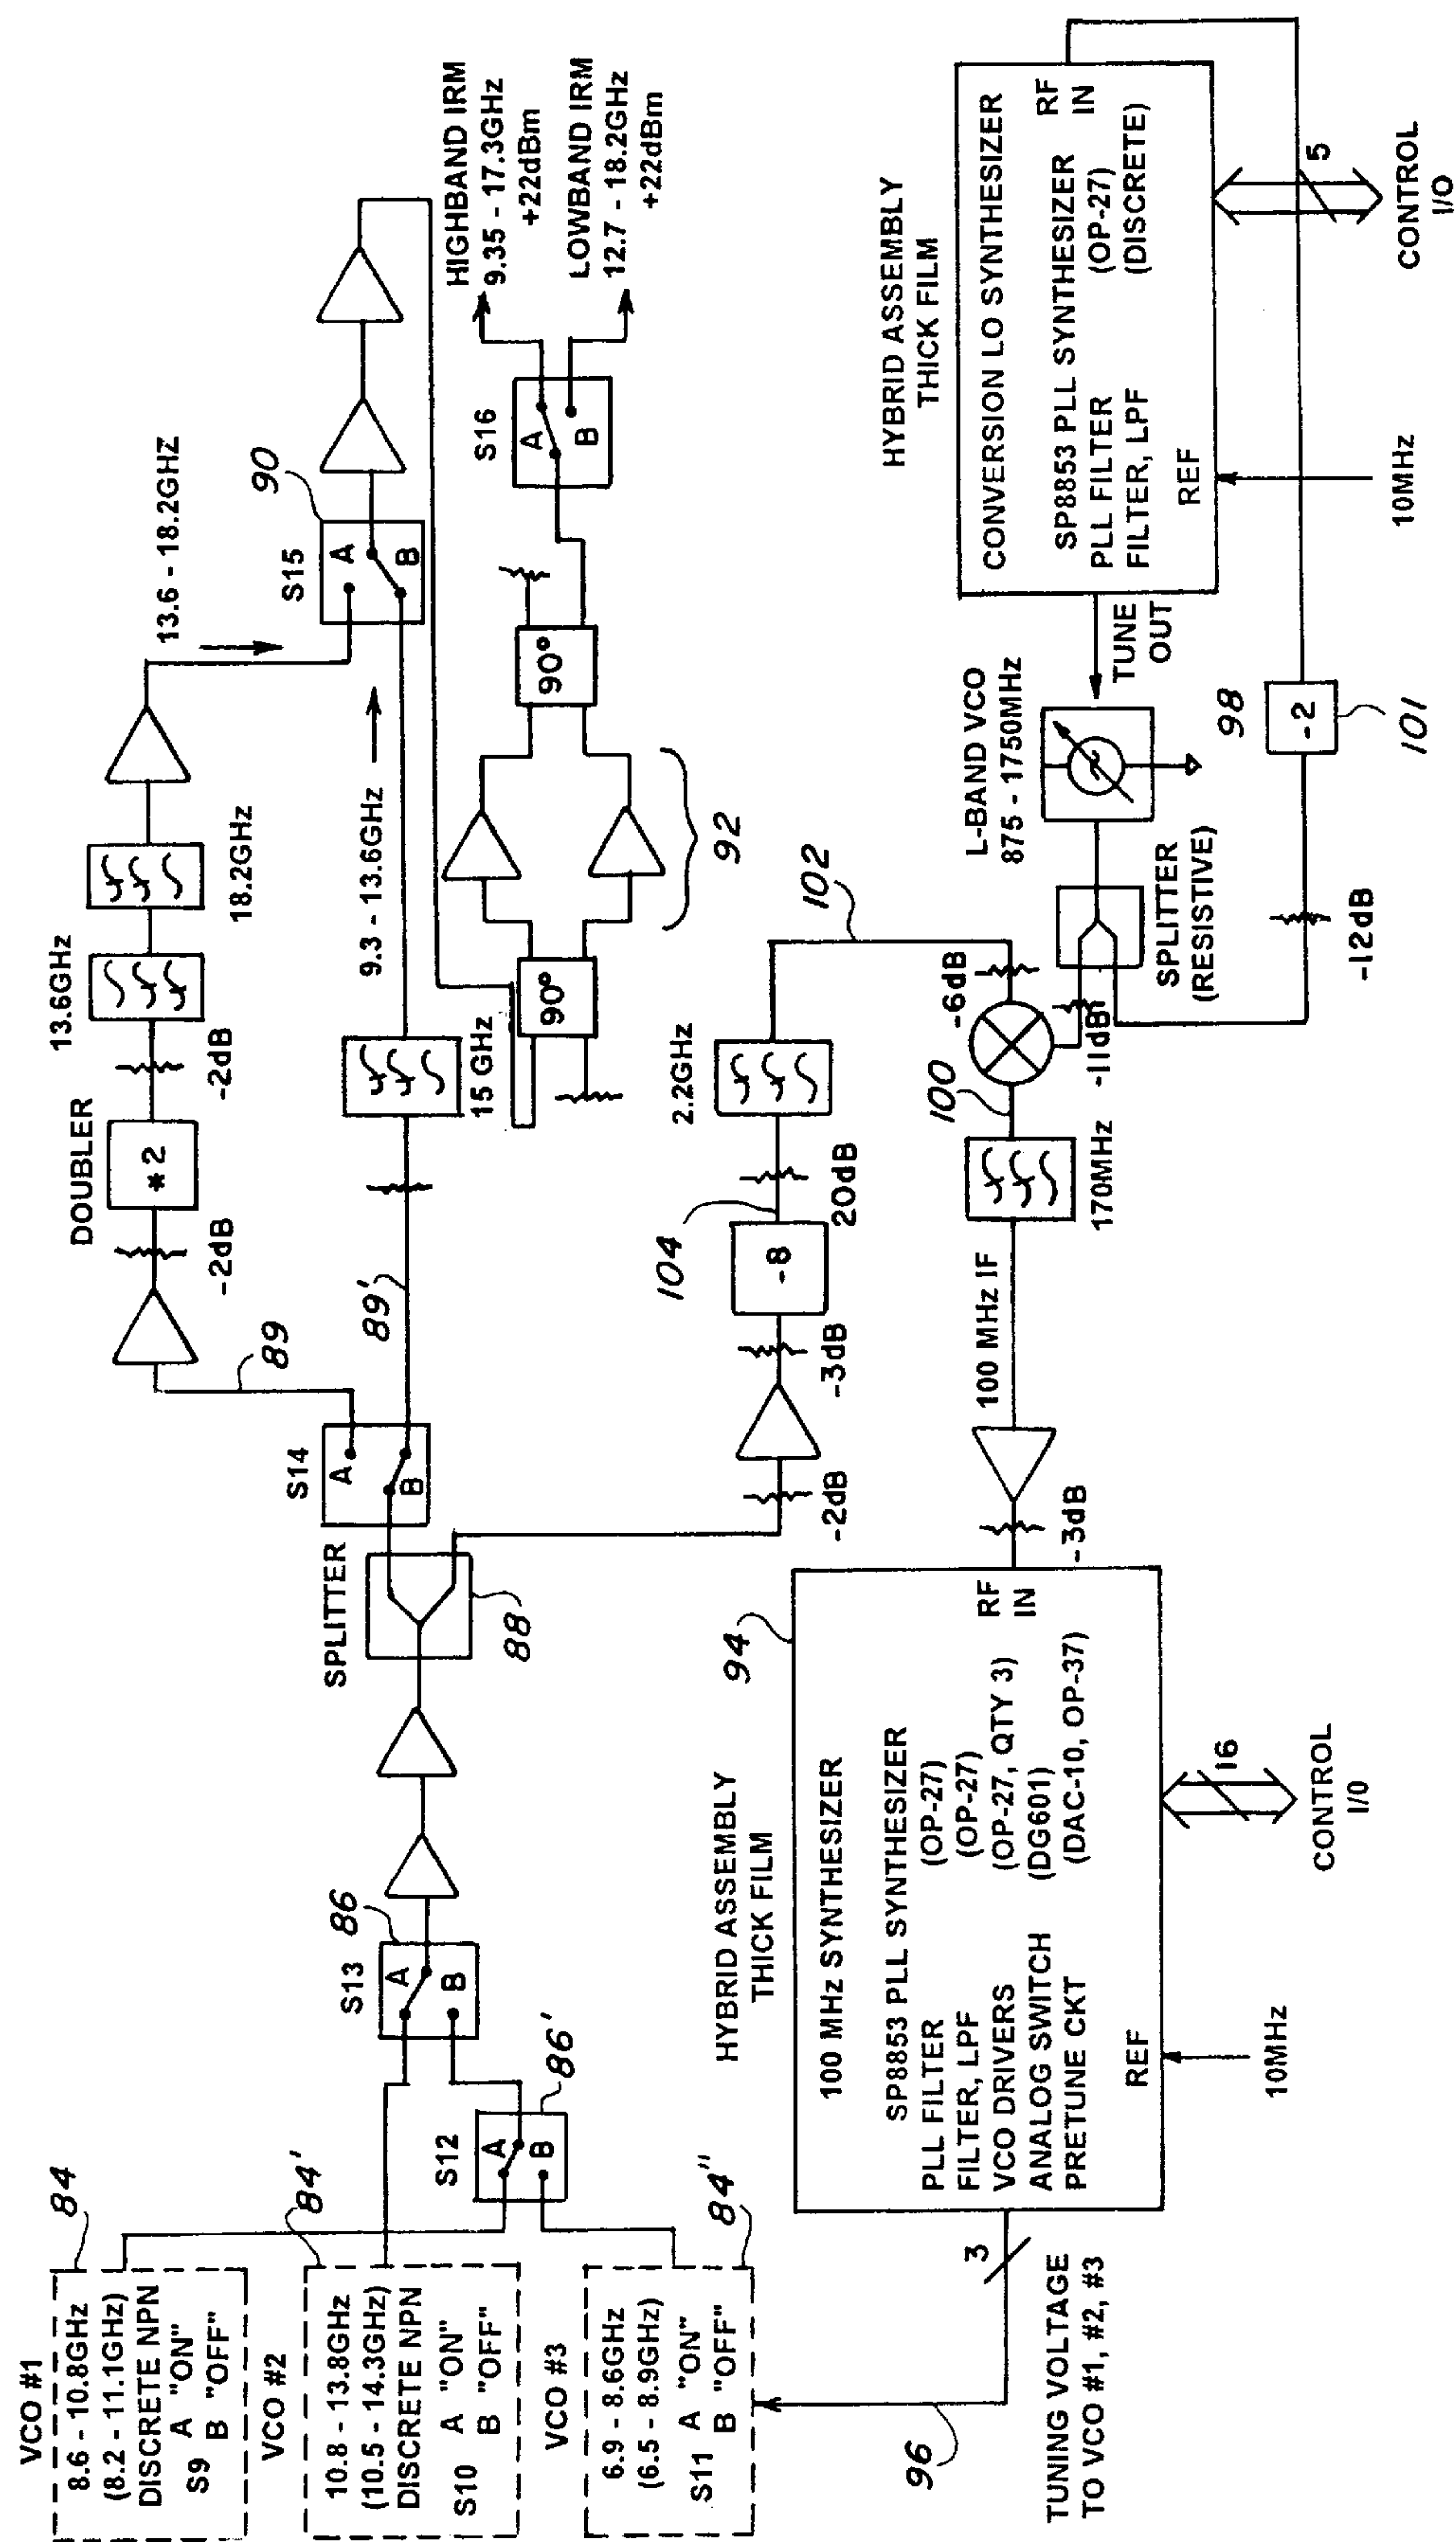 VCO #1
8.6 - 10.8GHz
(8.2 - 11.1GHz)
DISCRETE NPN
S9 A "ON"
B "OFF"
84
VCO #2
10.8 - 13.8GHz
(10.5 - 14.3GHz)
DISCRETE NPN
S10 A "ON"
B "OFF"
84'
VCO #3
6.9 - 8.6GHz
(6.5 - 8.9GHz)
S11 A "ON"
B "OFF"
84"
S12
A
B
86'
S13
A
B
86
SPLITTER
88
S14
A
B
89
89'
-2dB
DOUBLER
*2
-2dB
13.6GHz
18.2GHz
13.6 - 18.2GHZ
15 GHz
9.3 - 13.6GHz
S15
A
B
90
90°
92
90°
S16
A
B
HIGHBAND IRM
9.35 - 17.3GHz
+22dBm
LOWBAND IRM
12.7 - 18.2GHz
+22dBm
-2dB
-3dB
-8
104
20dB
2.2GHz
102
-6dB
100
-11dB
170MHz
100 MHz IF
-3dB
HYBRID ASSEMBLY
THICK FILM
94
100 MHz SYNTHESIZER
SP8853 PLL SYNTHESIZER
PLL FILTER (OP-27)
FILTER, LPF (OP-27)
VCO DRIVERS (OP-27, QTY 3)
ANALOG SWITCH (DG601)
PRETUNE CKT (DAC-10, OP-37)
RF
IN
REF
10MHz
16
CONTROL
I/O
3
96
TUNING VOLTAGE
TO VCO #1, #2, #3
L-BAND VCO
875 - 1750MHz
SPLITTER
(RESISTIVE)
-12dB
98
-2
101
TUNE
OUT
HYBRID ASSEMBLY
THICK FILM
CONVERSION LO SYNTHESIZER
SP8853 PLL SYNTHESIZER
PLL FILTER (OP-27)
FILTER, LPF (DISCRETE)
RF
IN
REF
10MHz
5
CONTROL
I/O